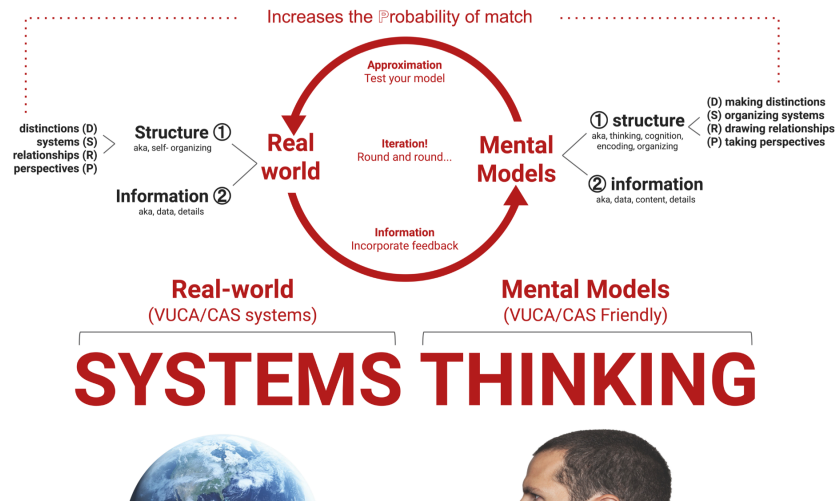 Increases the Probability of match
Approximation
Test your model
distinctions (D)
systems (S)
relationships (R)
perspectives (P)
Structure ①
aka, self- organizing
Information ②
aka, data, details
Real
world
Iteration!
Round and round...
Mental
Models
① structure
aka, thinking, cognition,
encoding, organizing
② information
aka, data, content, details
(D) making distinctions
(S) organizing systems
(R) drawing relationships
(P) taking perspectives
Information
Incorporate feedback
Real-world
(VUCA/CAS systems)
Mental Models
(VUCA/CAS Friendly)
SYSTEMS THINKING